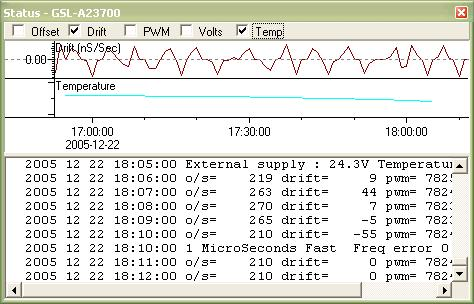 Status - GSL-A23700
Offset Drift PWM Volts Temp
Drift (nS/Sec)
0.00
Temperature
17:00:00 17:30:00 18:00:00
2005-12-22
2005 12 22 18:05:00 External supply : 24.3V Temperatu
2005 12 22 18:06:00 o/s= 219 drift= 9 pwm= 782
2005 12 22 18:07:00 o/s= 263 drift= 44 pwm= 782
2005 12 22 18:08:00 o/s= 270 drift= 7 pwm= 782
2005 12 22 18:09:00 o/s= 265 drift= -5 pwm= 782
2005 12 22 18:10:00 o/s= 210 drift= -55 pwm= 782
2005 12 22 18:10:00 1 MicroSeconds Fast Freq error 0
2005 12 22 18:11:00 o/s= 210 drift= 0 pwm= 782
2005 12 22 18:12:00 o/s= 210 drift= 0 pwm= 782